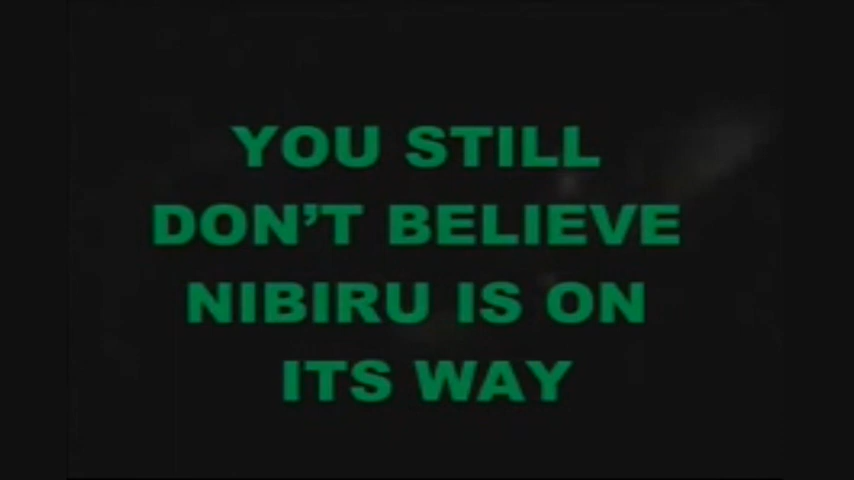 YOU STILL
DON'T BELIEVE
NIBIRU IS ON
ITS WAY